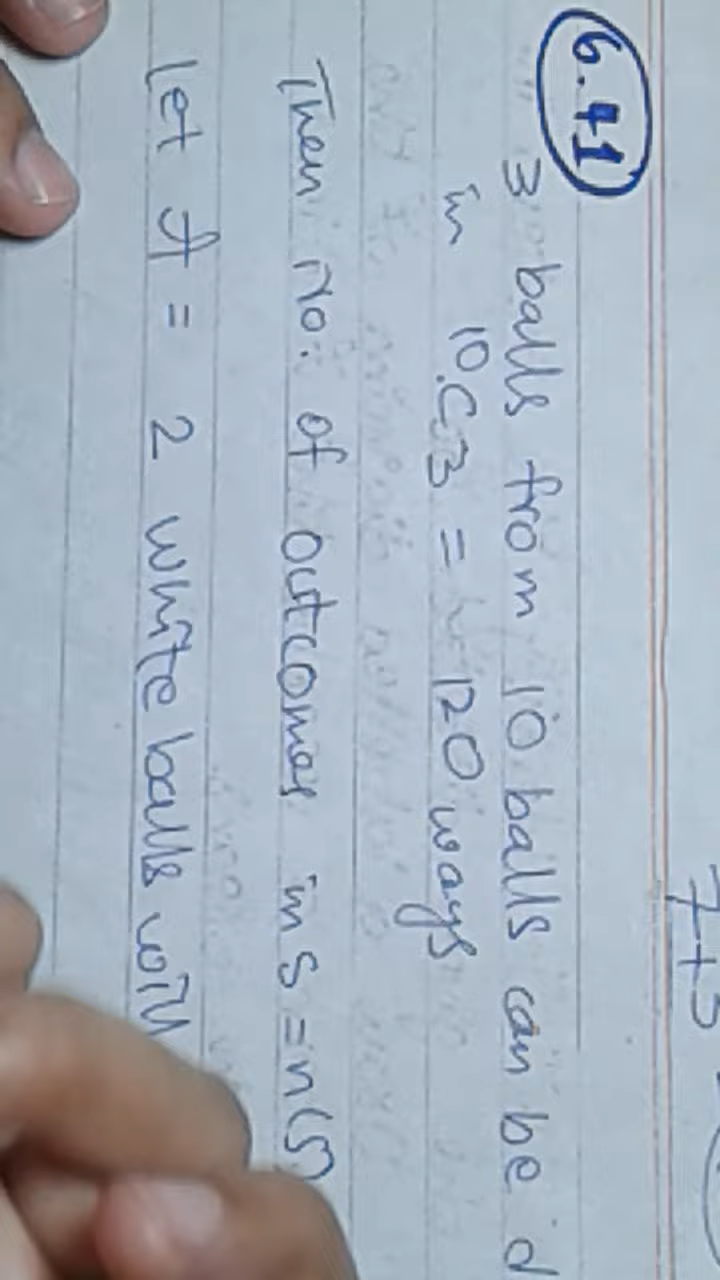 7+3
6.41
3 balls from 10 balls can be d
in 10C3 = 120 ways
Then No: of outcomes in S = n(S)
let A = 2 white balls will